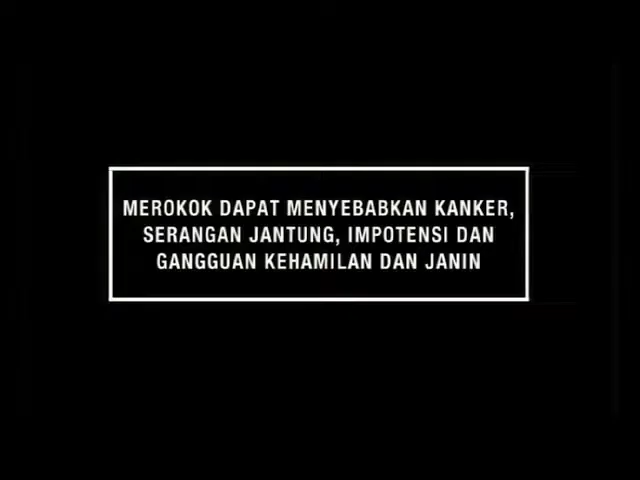 MEROKOK DAPAT MENYEBABKAN KANKER,
SERANGAN JANTUNG, IMPOTENSI DAN
GANGGUAN KEHAMILAN DAN JANIN